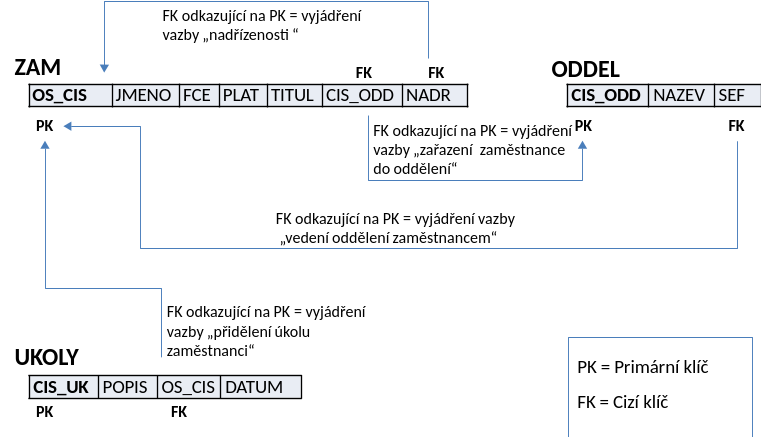 FK odkazující na PK = vyjádření
vazby „nadřízenosti “
ZAM
FK
FK
OS_CIS JMENO FCE PLAT TITUL CIS_ODD NADR
PK
ODDEL
CIS_ODD NAZEV SEF
PK
FK
FK odkazující na PK = vyjádření
vazby „zařazení  zaměstnance
do oddělení“
FK odkazující na PK = vyjádření vazby
„vedení oddělení zaměstnancem“
FK odkazující na PK = vyjádření
vazby „přidělení úkolu
zaměstnanci“
UKOLY
CIS_UK POPIS OS_CIS DATUM
PK
FK
PK = Primární klíč
FK = Cizí klíč